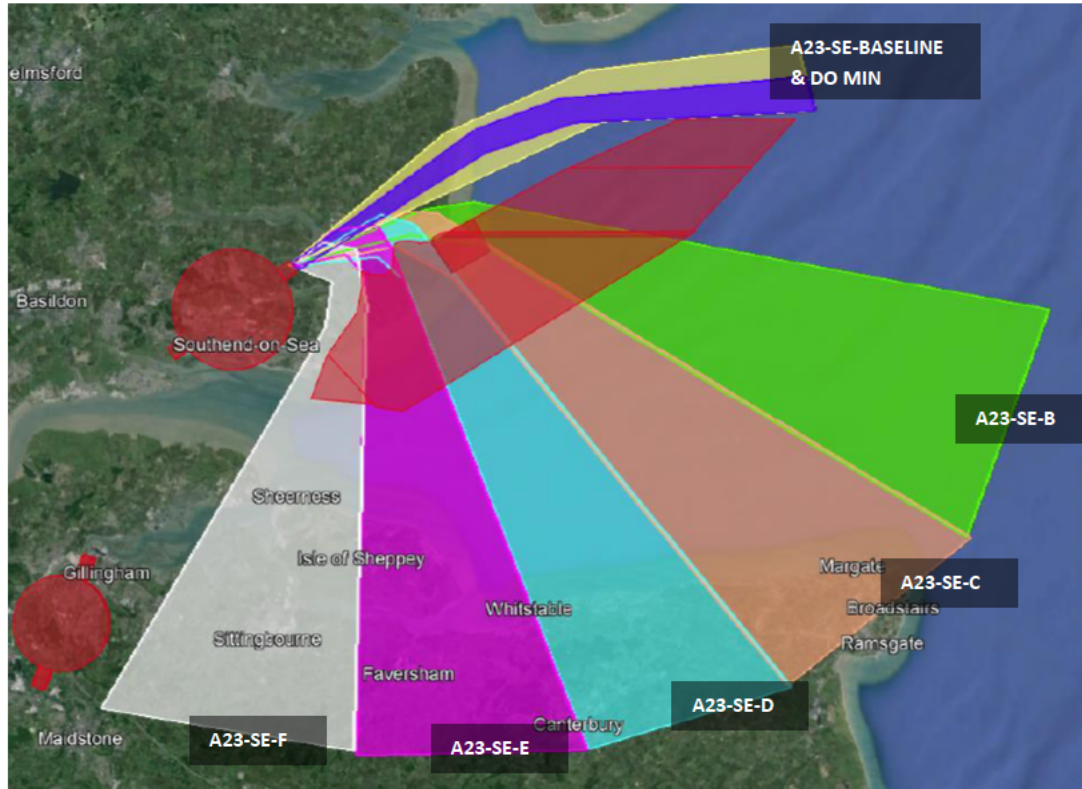 A23-SE-BASELINE
& DO MIN
elmsford
Basildon
Southend-on-Sea
A23-SE-B
Sheerness
Isle of Sheppey
Gillingham
Margate
A23-SE-C
Whitstable
Broadstairs
Sittingbourne
Ramsgate
Faversham
A23-SE-D
Canterbury
Maidstone
A23-SE-F
A23-SE-E